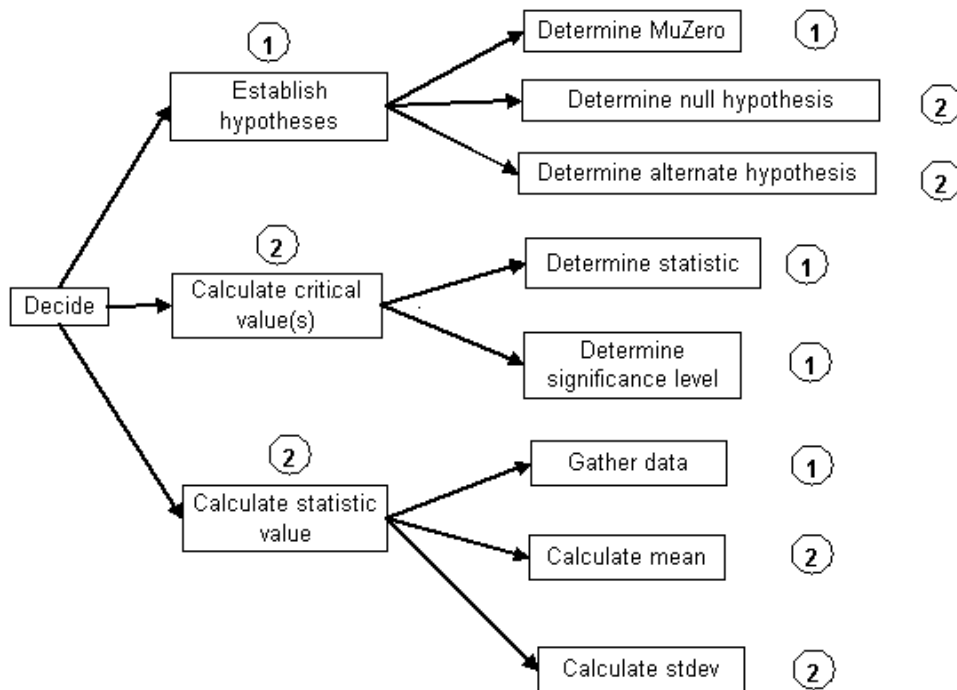 1
Establish
hypotheses
Determine MuZero
1
Determine null hypothesis
2
Determine alternate hypothesis
2
Decide
2
Calculate critical
value(s)
Determine statistic
1
Determine
significance level
1
2
Calculate statistic
value
Gather data
1
Calculate mean
2
Calculate stdev
2